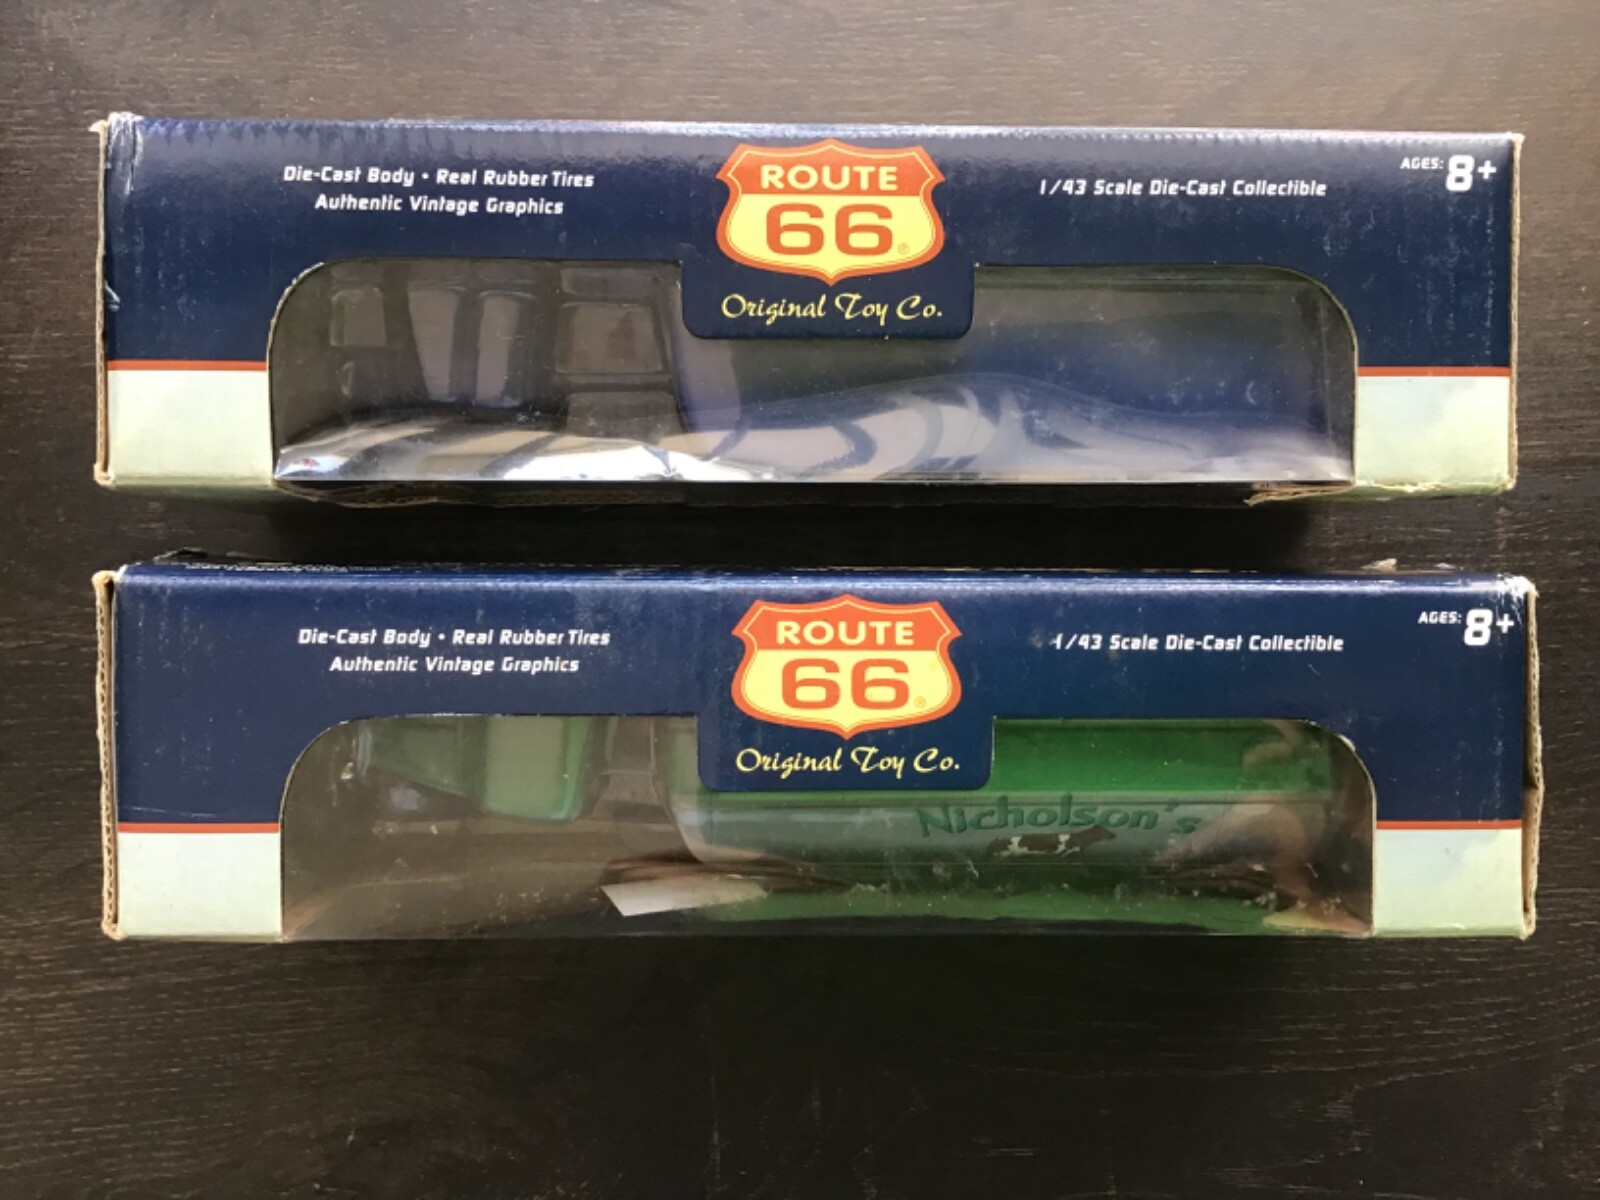 Die-Cast Body • Real Rubber Tires
Authentic Vintage Graphics
ROUTE
66®
Original Toy Co.
1/43 Scale Die-Cast Collectible
AGES: 8+
Die-Cast Body • Real Rubber Tires
Authentic Vintage Graphics
ROUTE
66®
Original Toy Co.
1/43 Scale Die-Cast Collectible
AGES: 8+
Nicholson's